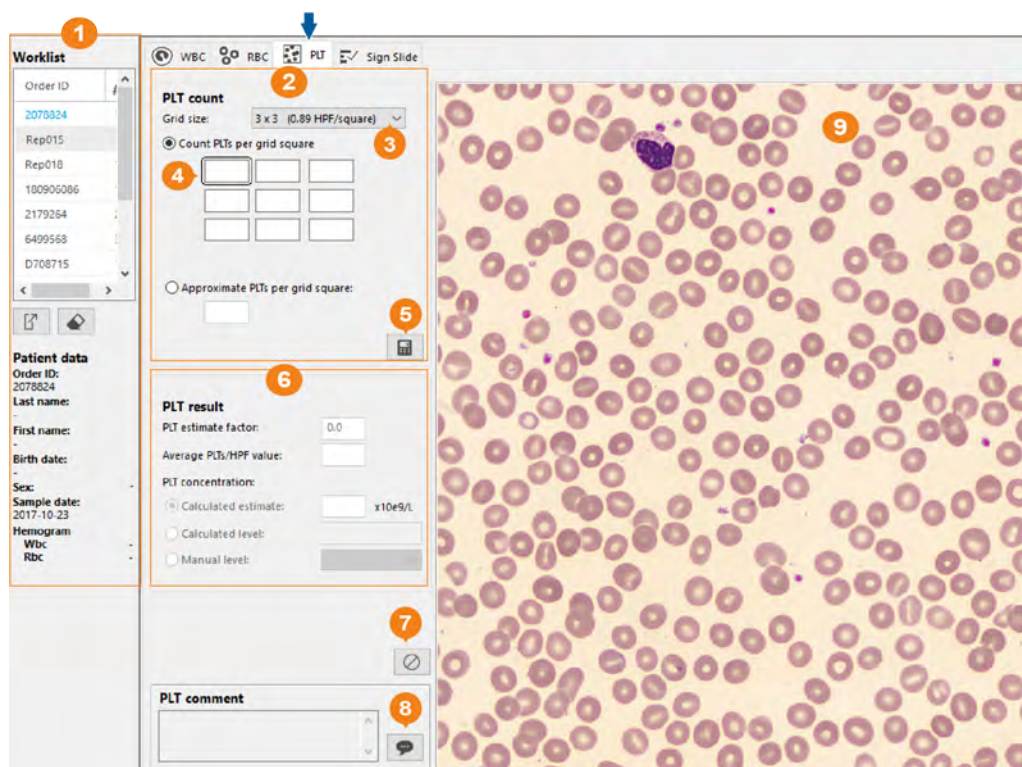 1
Worklist
Order ID
2078824
Rep015
Rep018
180906086
2179264
6499568
D708715
Patient data
Order ID:
2078824
Last name:
-
First name:
-
Birth date:
-
Sex: -
Sample date:
2017-10-23
Hemogram
Wbc -
Rbc -
WBC RBC PLT Sign Slide
2
PLT count
Grid size: 3 x 3 (0.89 HPF/square)
3
Count PLTs per grid square
4
Approximate PLTs per grid square:
5
6
PLT result
PLT estimate factor: 0.0
Average PLTs/HPF value:
PLT concentration:
Calculated estimate: x10e9/L
Calculated level:
Manual level:
7
PLT comment
8
9